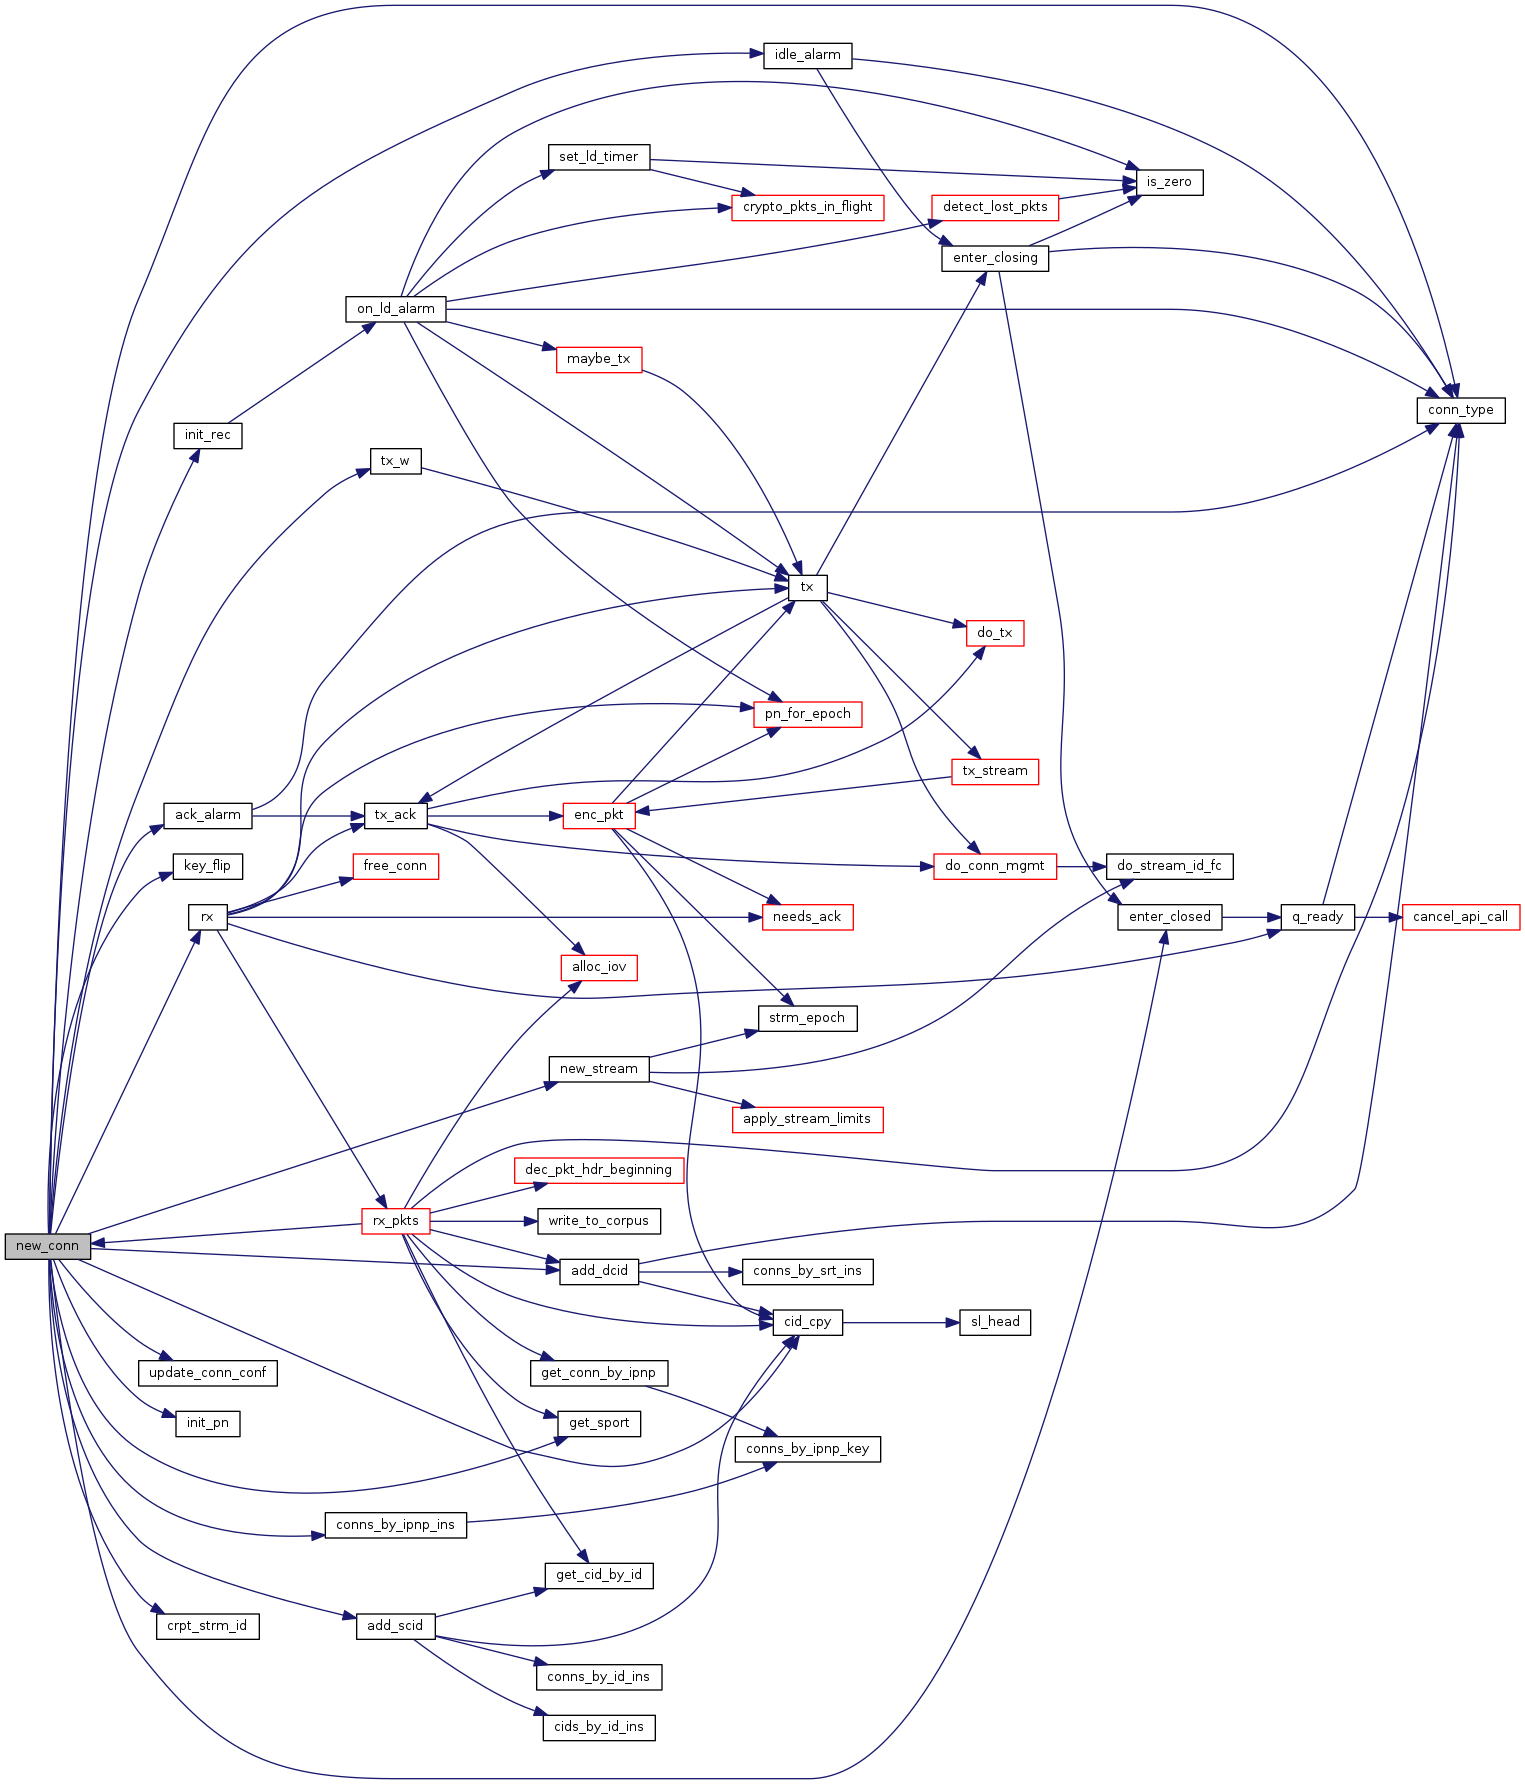 idle_alarm
set_ld_timer
is_zero
crypto_pkts_in_flight
detect_lost_pkts
enter_closing
on_ld_alarm
maybe_tx
conn_type
init_rec
tx_w
tx
do_tx
pn_for_epoch
tx_stream
ack_alarm
tx_ack
enc_pkt
key_flip
free_conn
do_conn_mgmt
do_stream_id_fc
rx
needs_ack
enter_closed
q_ready
cancel_api_call
alloc_iov
strm_epoch
new_stream
apply_stream_limits
dec_pkt_hdr_beginning
rx_pkts
write_to_corpus
new_conn
add_dcid
conns_by_srt_ins
cid_cpy
sl_head
update_conn_conf
get_conn_by_ipnp
init_pn
get_sport
conns_by_ipnp_key
conns_by_ipnp_ins
get_cid_by_id
crpt_strm_id
add_scid
conns_by_id_ins
cids_by_id_ins